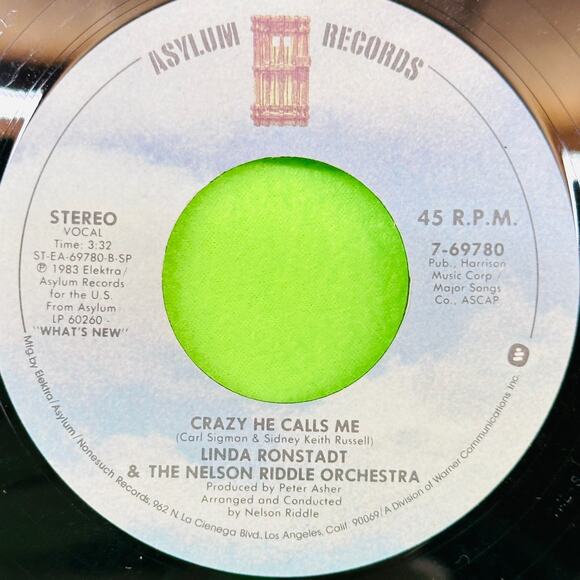 ASYLUM RECORDS
STEREO
VOCAL
Time: 3:32
ST-EA-69780-B-SP
℗ 1983 Elektra/
Asylum Records
for the U.S.
From Asylum
LP 60260 -
"WHAT'S NEW"
45 R.P.M.
7-69780
Pub., Harrison
Music Corp./
Major Songs
Co., ASCAP
CRAZY HE CALLS ME
(Carl Sigman & Sidney Keith Russell)
LINDA RONSTADT
& THE NELSON RIDDLE ORCHESTRA
Produced by Peter Asher
Arranged and Conducted
by Nelson Riddle
Mfg. by Elektra/Asylum/Nonesuch Records, 962 N. La Cienega Blvd., Los Angeles, Calif. 90069/A Division of Warner Communications Inc.